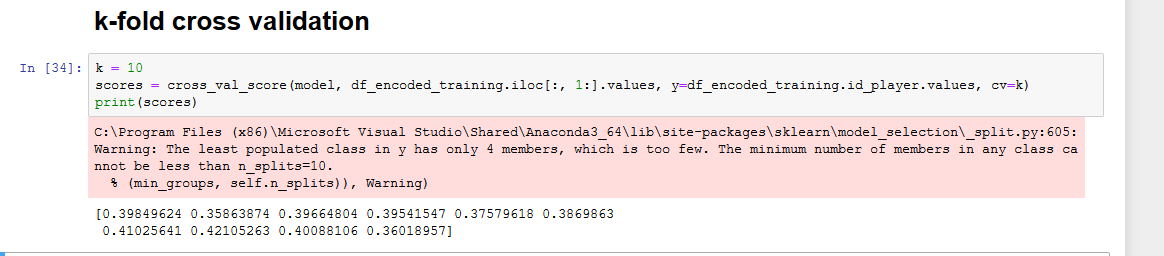 k-fold cross validation
In [34]: k = 10
scores = cross_val_score(model, df_encoded_training.iloc[:, 1:].values, y=df_encoded_training.id_player.values, cv=k)
print(scores)
C:\Program Files (x86)\Microsoft Visual Studio\Shared\Anaconda3_64\lib\site-packages\sklearn\model_selection\_split.py:605:
Warning: The least populated class in y has only 4 members, which is too few. The minimum number of members in any class ca
nnot be less than n_splits=10.
% (min_groups, self.n_splits)), Warning)
[0.39849624 0.35863874 0.39664804 0.39541547 0.37579618 0.3869863
0.41025641 0.42105263 0.40088106 0.36018957]